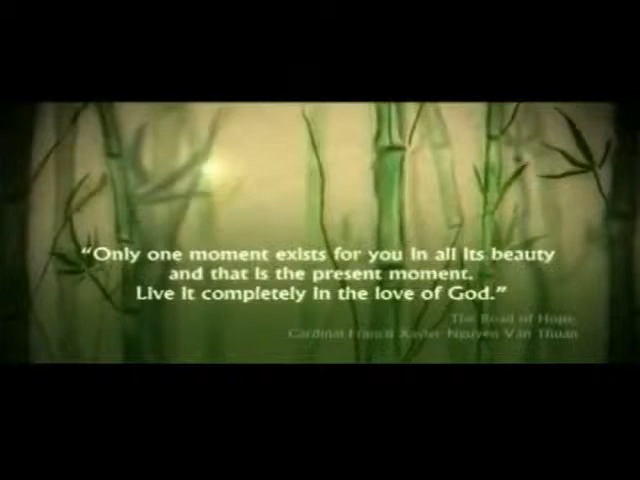 “Only one moment exists for you in all its beauty
and that is the present moment.
Live it completely in the love of God.”
The Road of Hope,
Cardinal Francis Xavier Nguyen Van Thuan